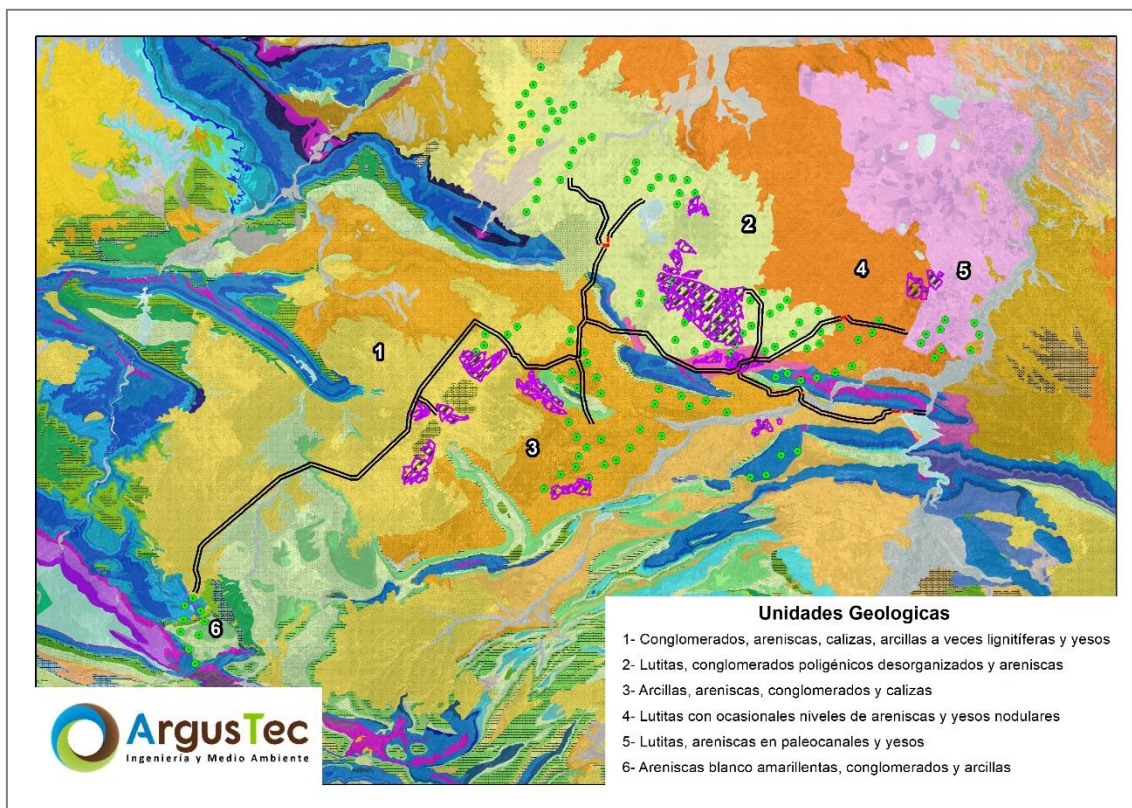 2
4
5
1
3
6
Unidades Geologicas
1- Conglomerados, areniscas, calizas, arcillas a veces lignitíferas y yesos
2- Lutitas, conglomerados poligénicos desorganizados y areniscas
3- Arcillas, areniscas, conglomerados y calizas
4- Lutitas con ocasionales niveles de areniscas y yesos nodulares
5- Lutitas, areniscas en paleocanales y yesos
6- Areniscas blanco amarillentas, conglomerados y arcillas
ArgusTec
Ingeniería y Medio Ambiente